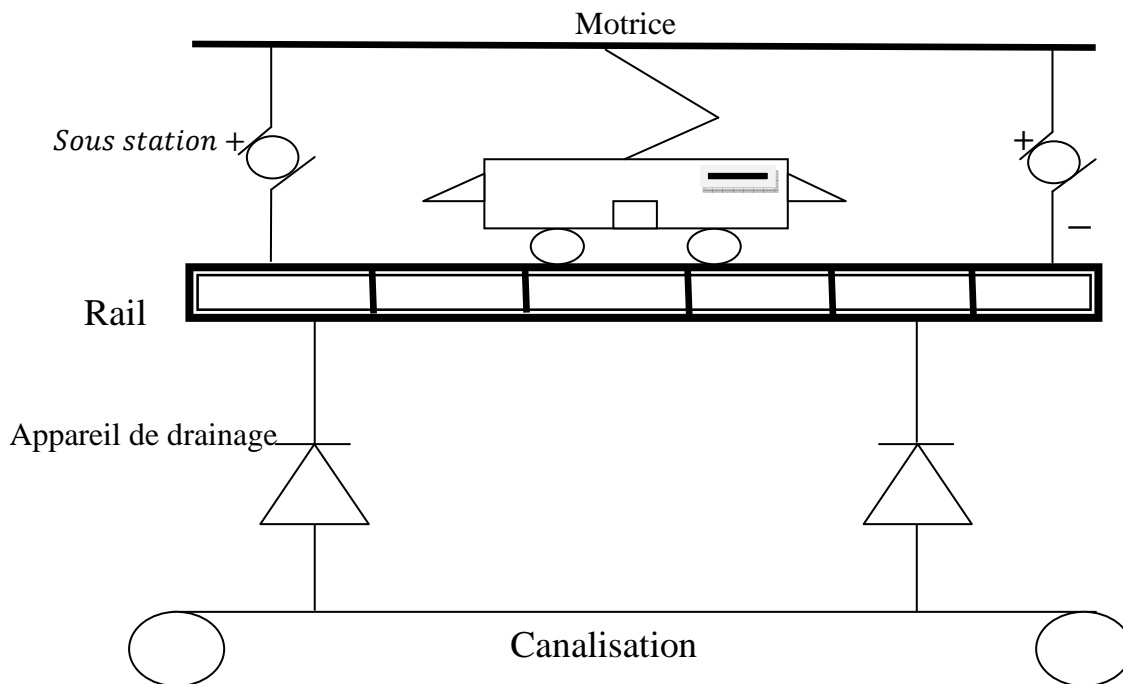 Motrice
Sous station +
+
−
Rail
Appareil de drainage
Canalisation